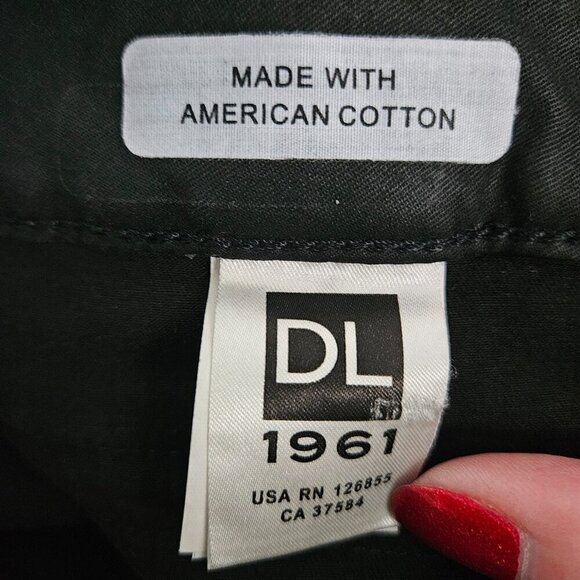 MADE WITH
AMERICAN COTTON
DL
1961
USA RN 126855
CA 37584